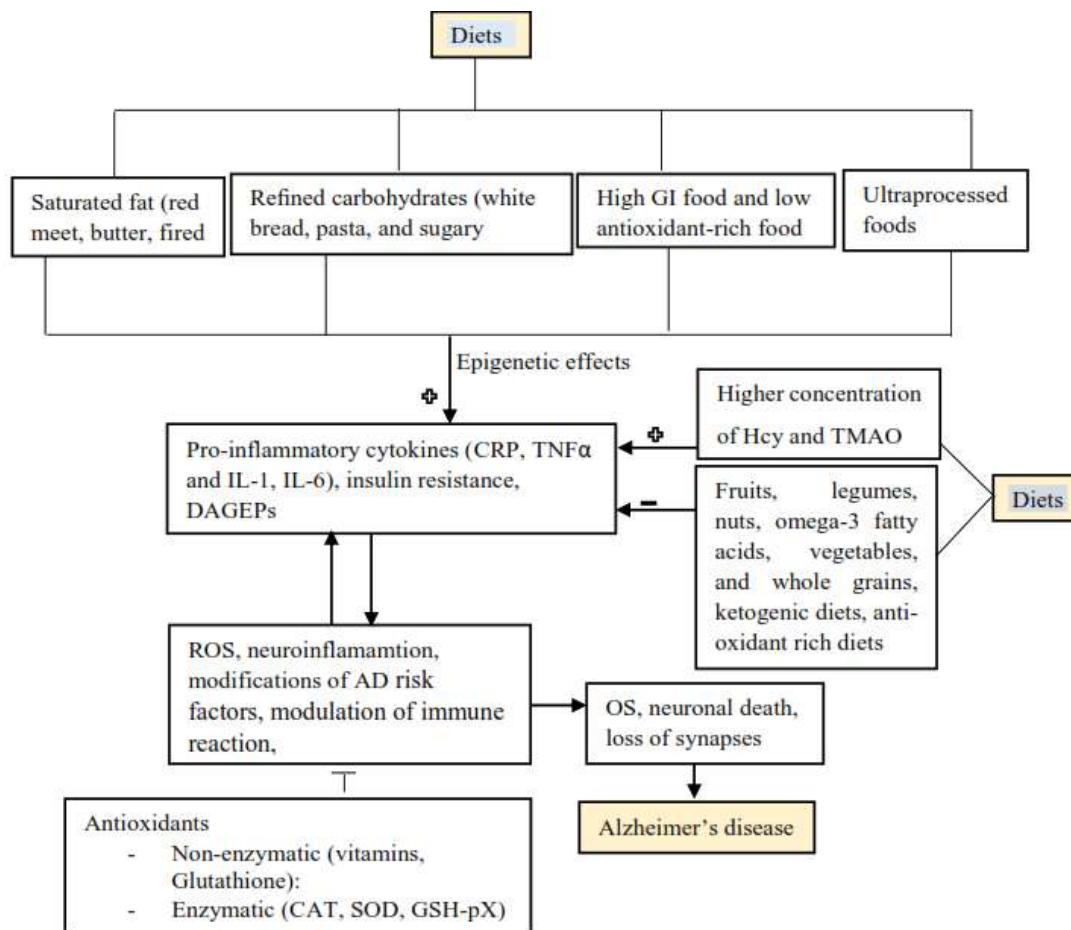 Diets
Saturated fat (red
meet, butter, fired
Refined carbohydrates (white
bread, pasta, and sugary
High GI food and low
antioxidant-rich food
Ultraprocessed
foods
Epigenetic effects
Higher concentration
of Hcy and TMAO
Pro-inflammatory cytokines (CRP, TNFα
and IL-1, IL-6), insulin resistance,
DAGEPs
Diets
Fruits, legumes,
nuts, omega-3 fatty
acids, vegetables,
and whole grains,
ketogenic diets, anti-
oxidant rich diets
ROS, neuroinflamamtion,
modifications of AD risk
factors, modulation of immune
reaction,
OS, neuronal death,
loss of synapses
Alzheimer's disease
Antioxidants
- Non-enzymatic (vitamins,
Glutathione):
- Enzymatic (CAT, SOD, GSH-pX)